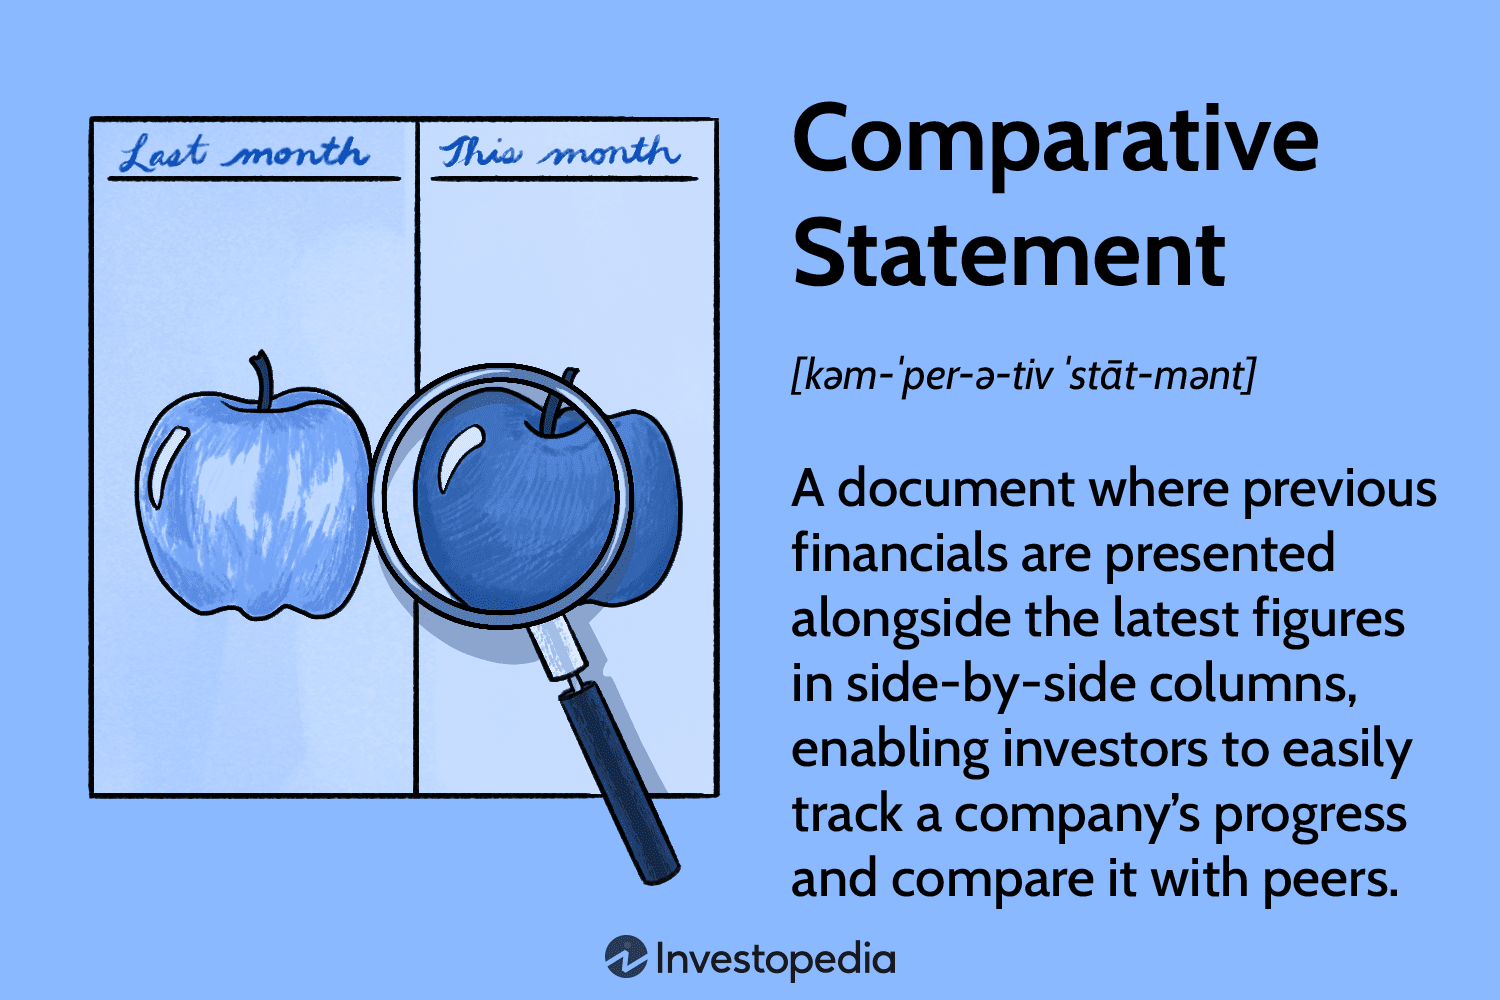 Last month
This month
Comparative
Statement
[kəm-ˈper-ə-tiv ˈstāt-mənt]
A document where previous
financials are presented
alongside the latest figures
in side-by-side columns,
enabling investors to easily
track a company’s progress
and compare it with peers.
Investopedia